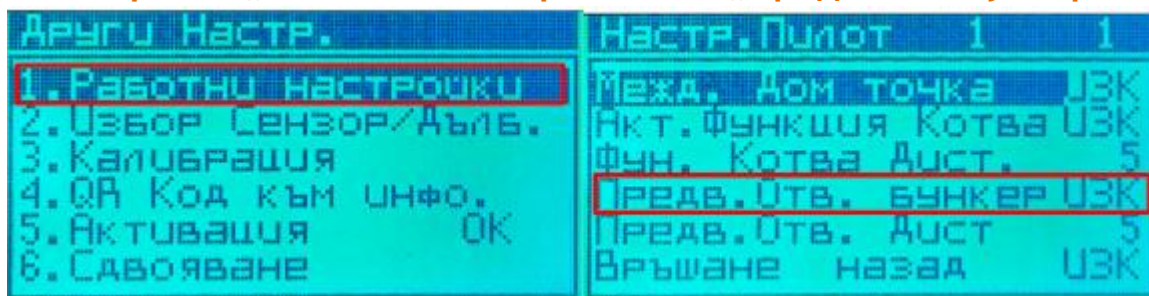 Други Настр.
1.Работни настройки
2.Избор Сензор/Дълб.
3.Калибрация
4.QR Код към инфо.
5.Активация OK
6.Сдвояване
Настр.Пилот 1 1
Межд. Дом точка ИЗК
Акт.Функция Котва ИЗК
Фун. Котва Дист. 5
Предв.Отв. бункер ИЗК
Предв.Отв. Дист 5
Връщане назад ИЗК